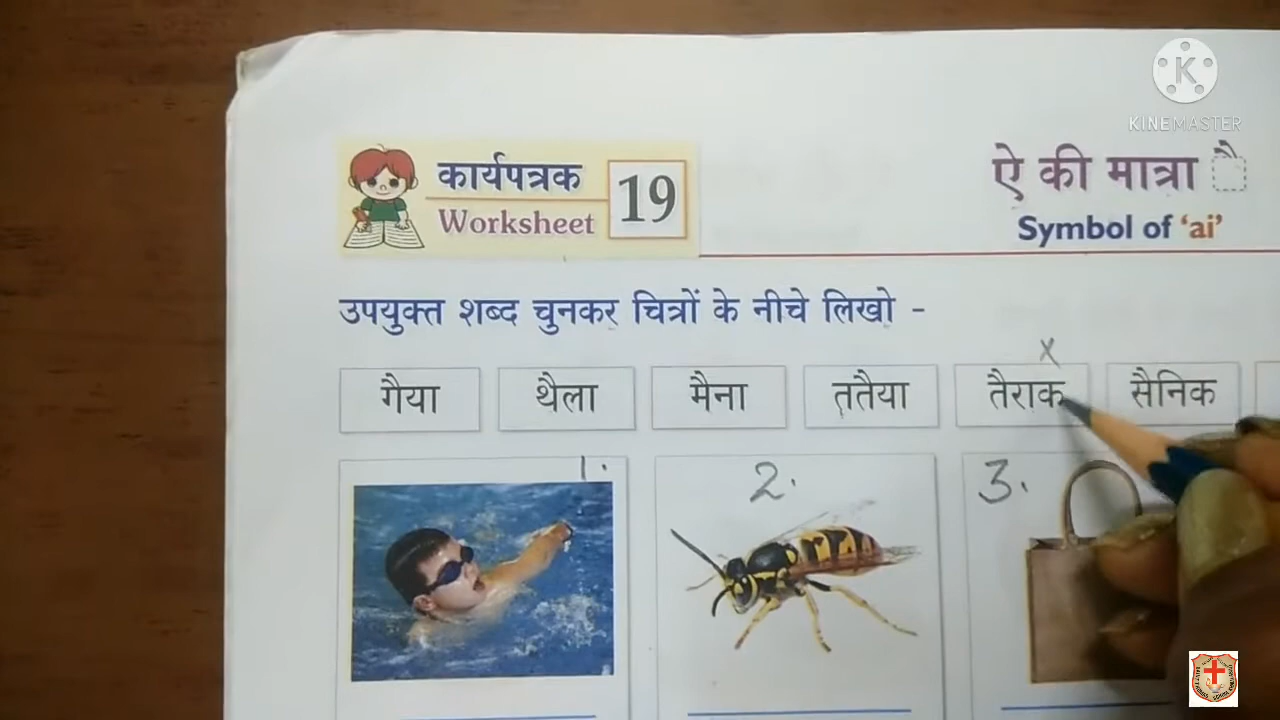 KINEMASTER
कार्यपत्रक
Worksheet
19
ऐ की मात्रा ै
Symbol of ‘ai’
उपयुक्त शब्द चुनकर चित्रों के नीचे लिखो -
x
गैया थैला मैना ततैया तैराक सैनिक
1. 2. 3.